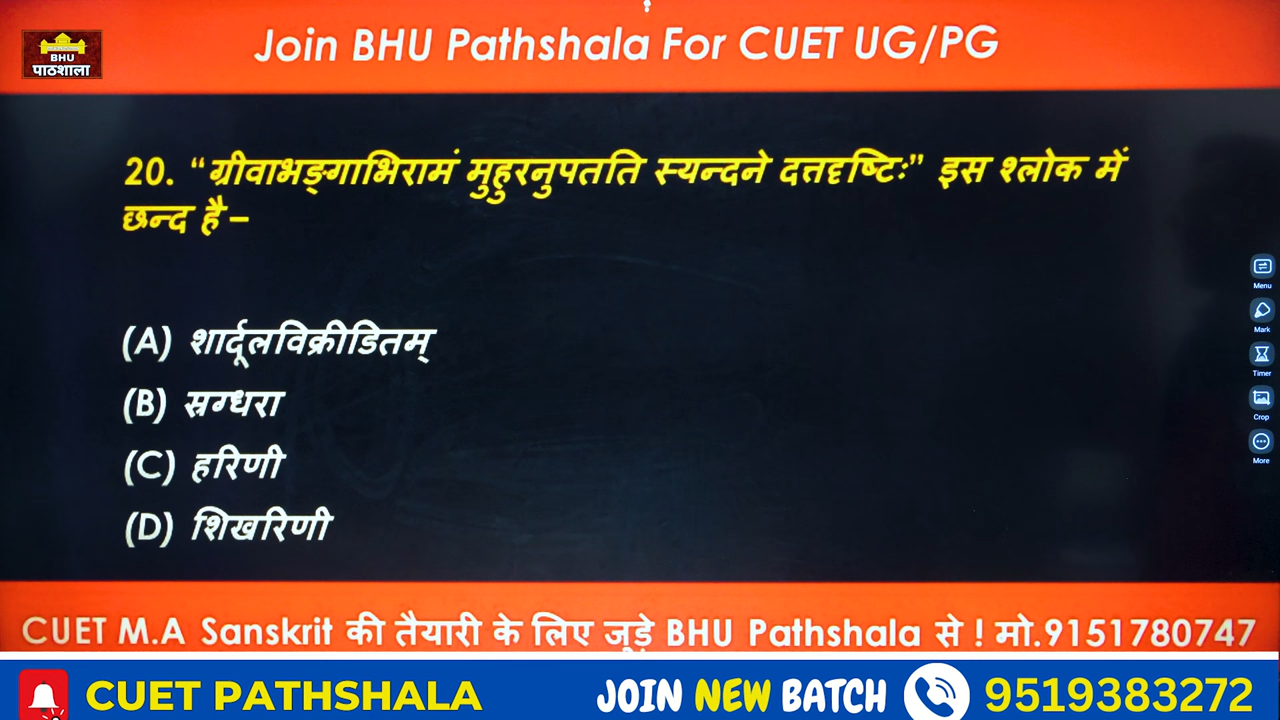 Join BHU Pathshala For CUET UG/PG
BHU
पाठशाला
20. “ग्रीवाभङ्गाभिरामं मुहुरनुपतति स्यन्दने दत्तदृष्टिः” इस श्लोक में
छन्द है –
(A) शार्दूलविक्रीडितम्
(B) स्रग्धरा
(C) हरिणी
(D) शिखरिणी
Menu
Mark
Timer
Crop
More
CUET M.A Sanskrit की तैयारी के लिए जुड़े BHU Pathshala से ! मो.9151780747
CUET PATHSHALA
JOIN NEW BATCH
9519383272